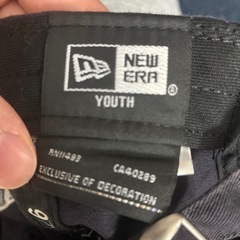 NEW
ERA®
YOUTH
RN11493 CA40289
EXCLUSIVE OF DECORATION